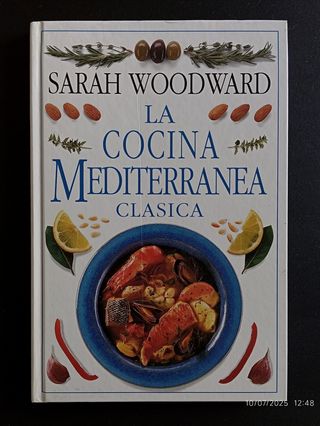 SARAH WOODWARD
LA
COCINA
MEDITERRANEA
CLASICA
10/07/2025 12:48